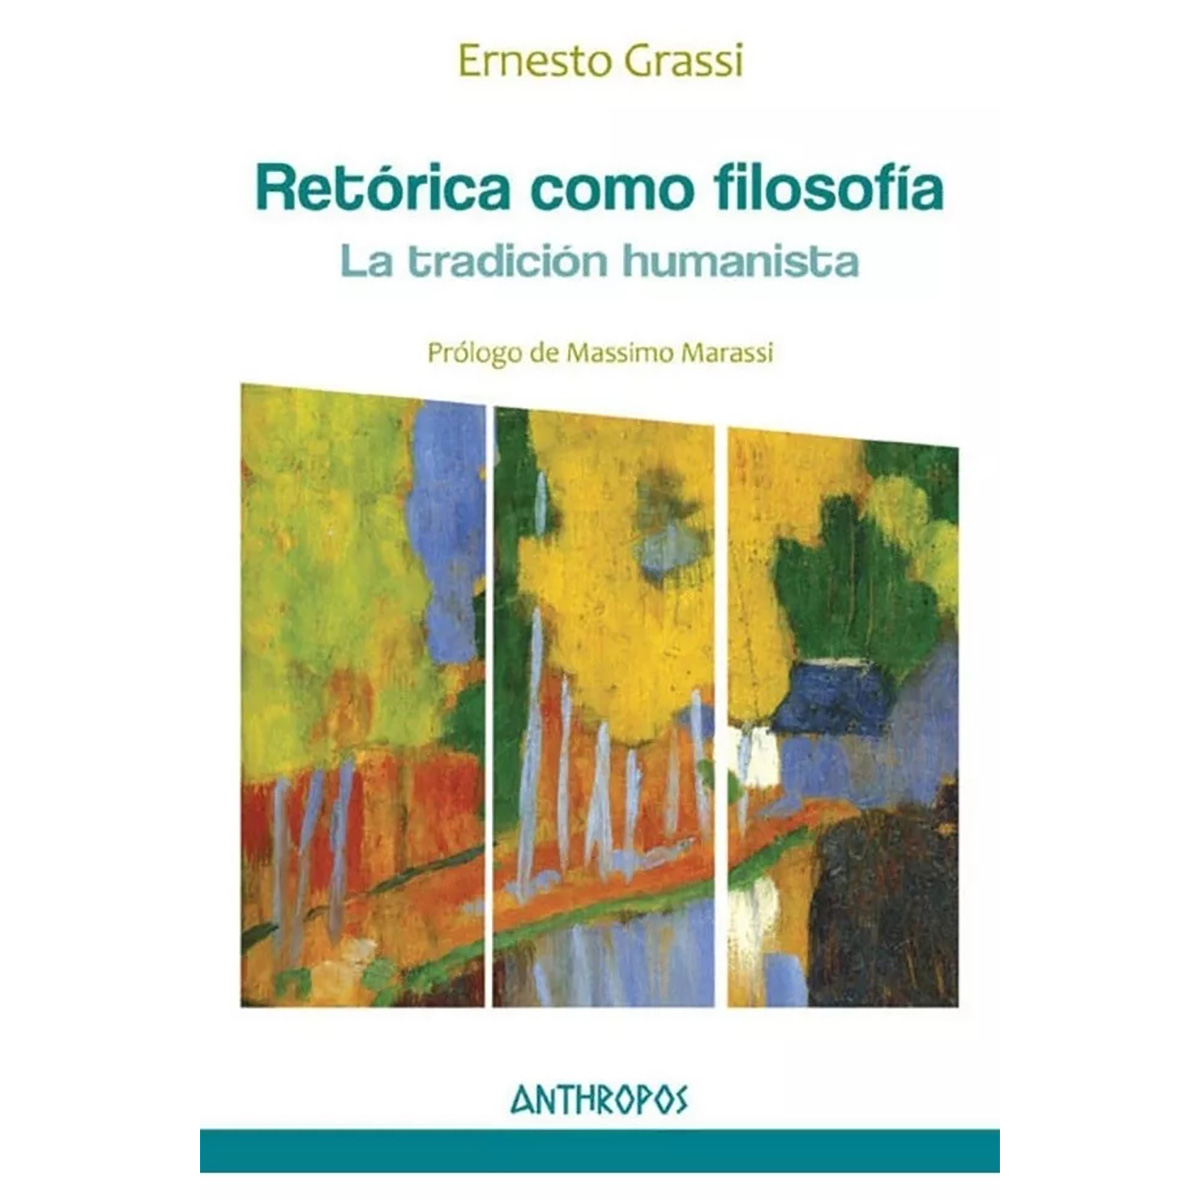 Ernesto Grassi
Retórica como filosofía
La tradición humanista
Prólogo de Massimo Marassi
ANTHROPOS